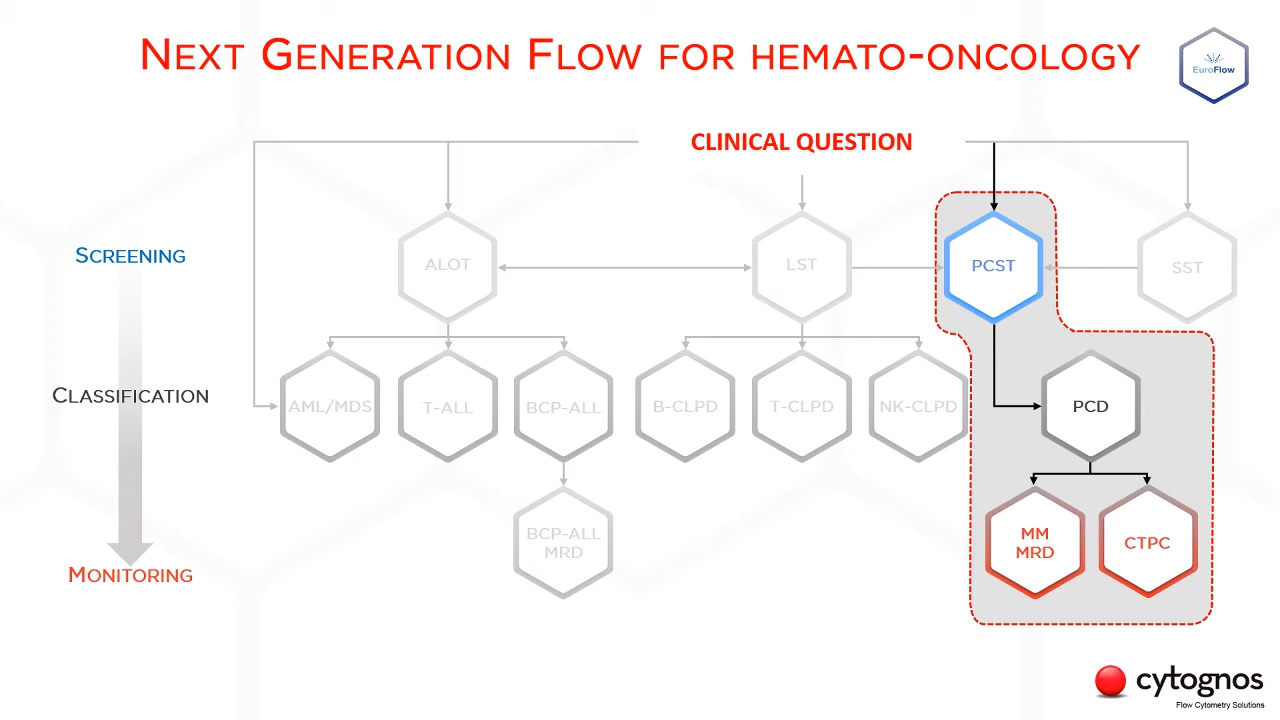 NEXT GENERATION FLOW FOR HEMATO-ONCOLOGY
EuroFlow
CLINICAL QUESTION
SCREENING
ALOT
LST
PCST
SST
CLASSIFICATION
AML/MDS
T-ALL
BCP-ALL
B-CLPD
T-CLPD
NK-CLPD
PCD
BCP-ALL
MRD
MM
MRD
CTPC
MONITORING
cytognos
Flow Cytometry Solutions